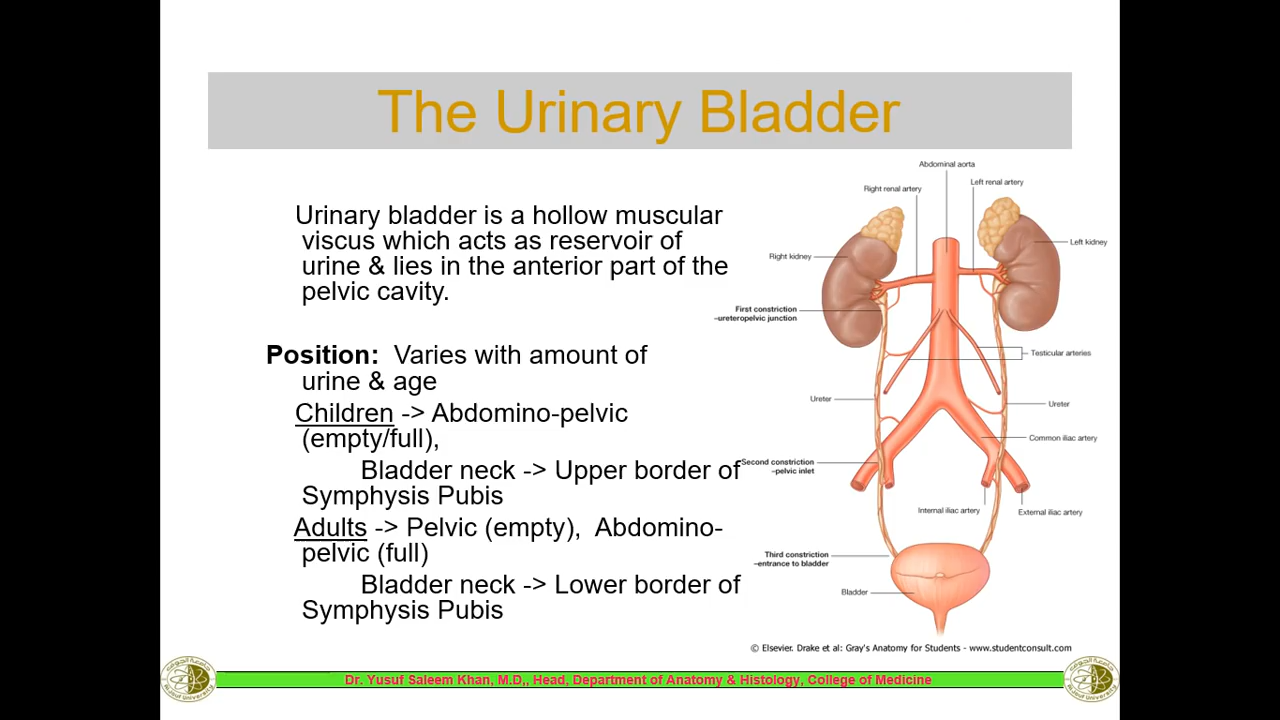 The Urinary Bladder
Urinary bladder is a hollow muscular
viscus which acts as reservoir of
urine & lies in the anterior part of the
pelvic cavity.
Position: Varies with amount of
urine & age
Children -> Abdomino-pelvic
(empty/full),
Bladder neck -> Upper border of
Symphysis Pubis
Adults -> Pelvic (empty), Abdomino-
pelvic (full)
Bladder neck -> Lower border of
Symphysis Pubis
Abdominal aorta
Right renal artery
Left renal artery
Right kidney
Left kidney
First constriction
–ureteropelvic junction
Testicular arteries
Ureter
Ureter
Common iliac artery
Second constriction
–pelvic inlet
Internal iliac artery
External iliac artery
Third constriction
–entrance to bladder
Bladder
© Elsevier. Drake et al: Gray's Anatomy for Students - www.studentconsult.com
Dr. Yusuf Saleem Khan, M.D,, Head, Department of Anatomy & Histology, College of Medicine